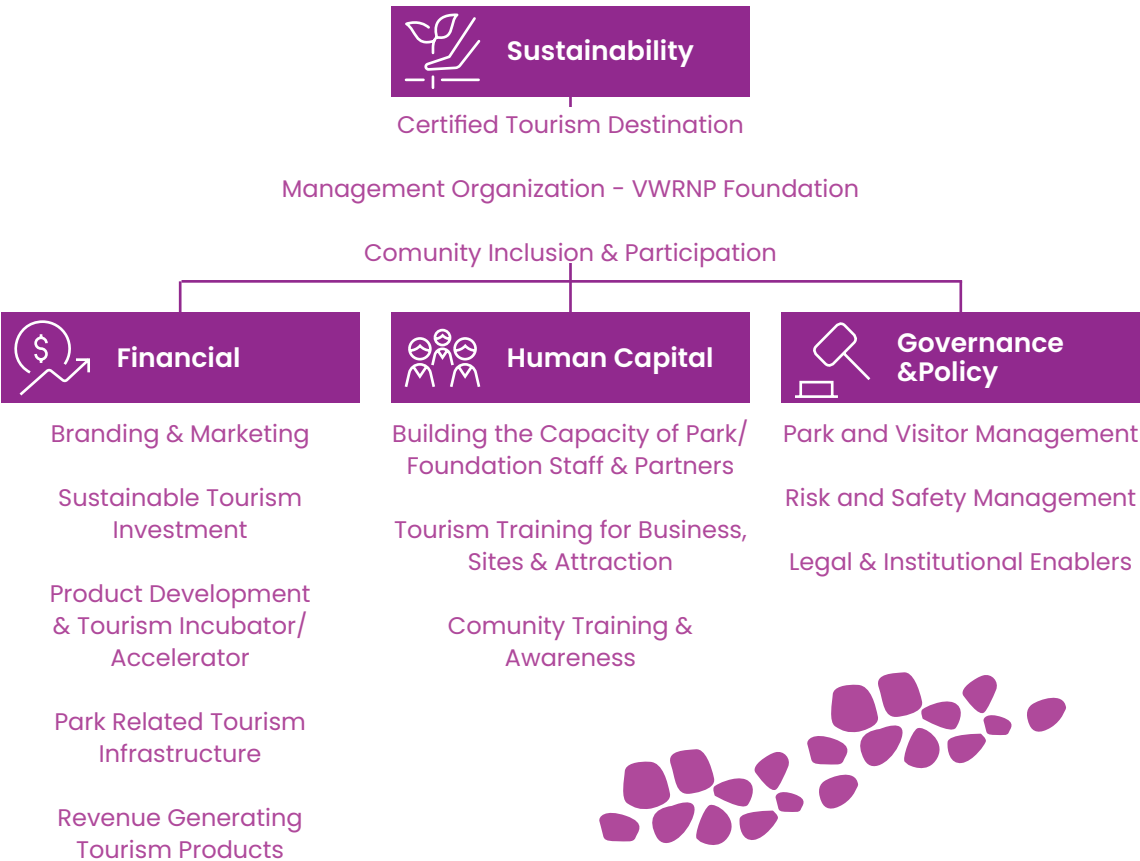 Sustainability
Certified Tourism Destination
Management Organization - VWRNP Foundation
Comunity Inclusion & Participation
Financial
Branding & Marketing
Sustainable Tourism
Investment
Product Development
& Tourism Incubator/
Accelerator
Park Related Tourism
Infrastructure
Revenue Generating
Tourism Products
Human Capital
Building the Capacity of Park/
Foundation Staff & Partners
Tourism Training for Business,
Sites & Attraction
Comunity Training &
Awareness
Governance
&Policy
Park and Visitor Management
Risk and Safety Management
Legal & Institutional Enablers
$